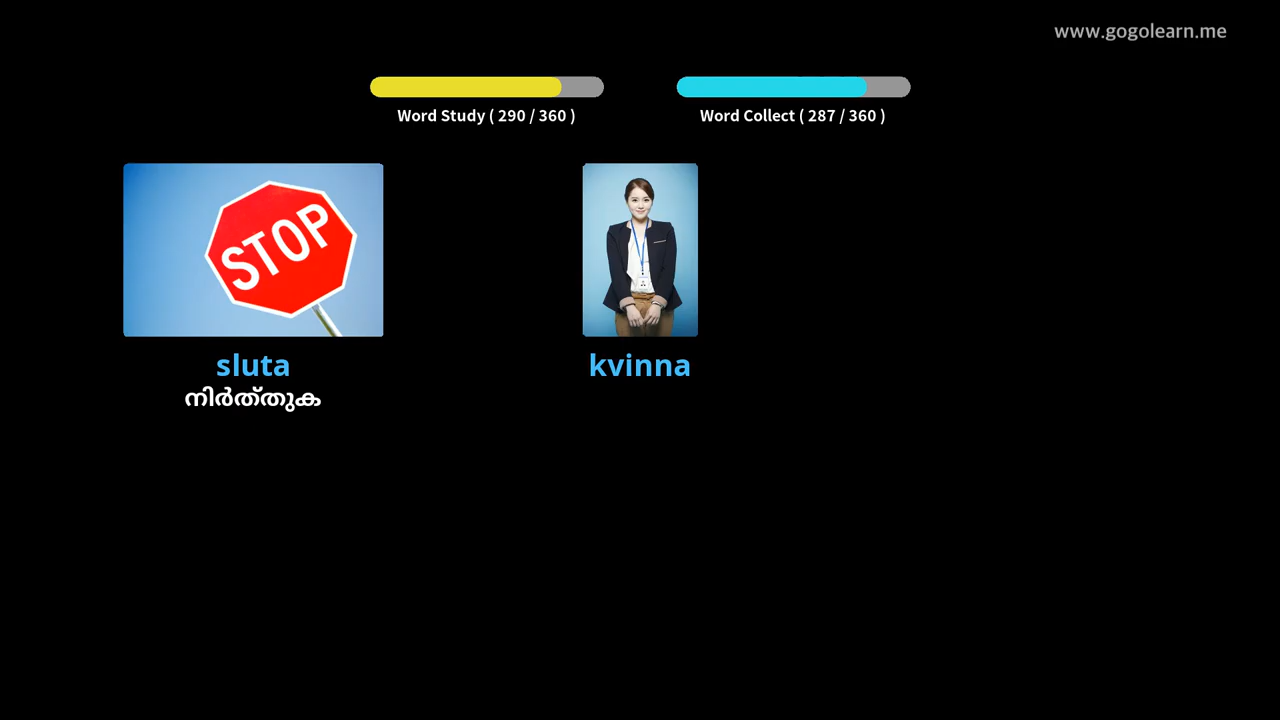 www.gogolearn.me
Word Study ( 290 / 360 )
Word Collect ( 287 / 360 )
STOP
sluta
നിർത്തുക
kvinna